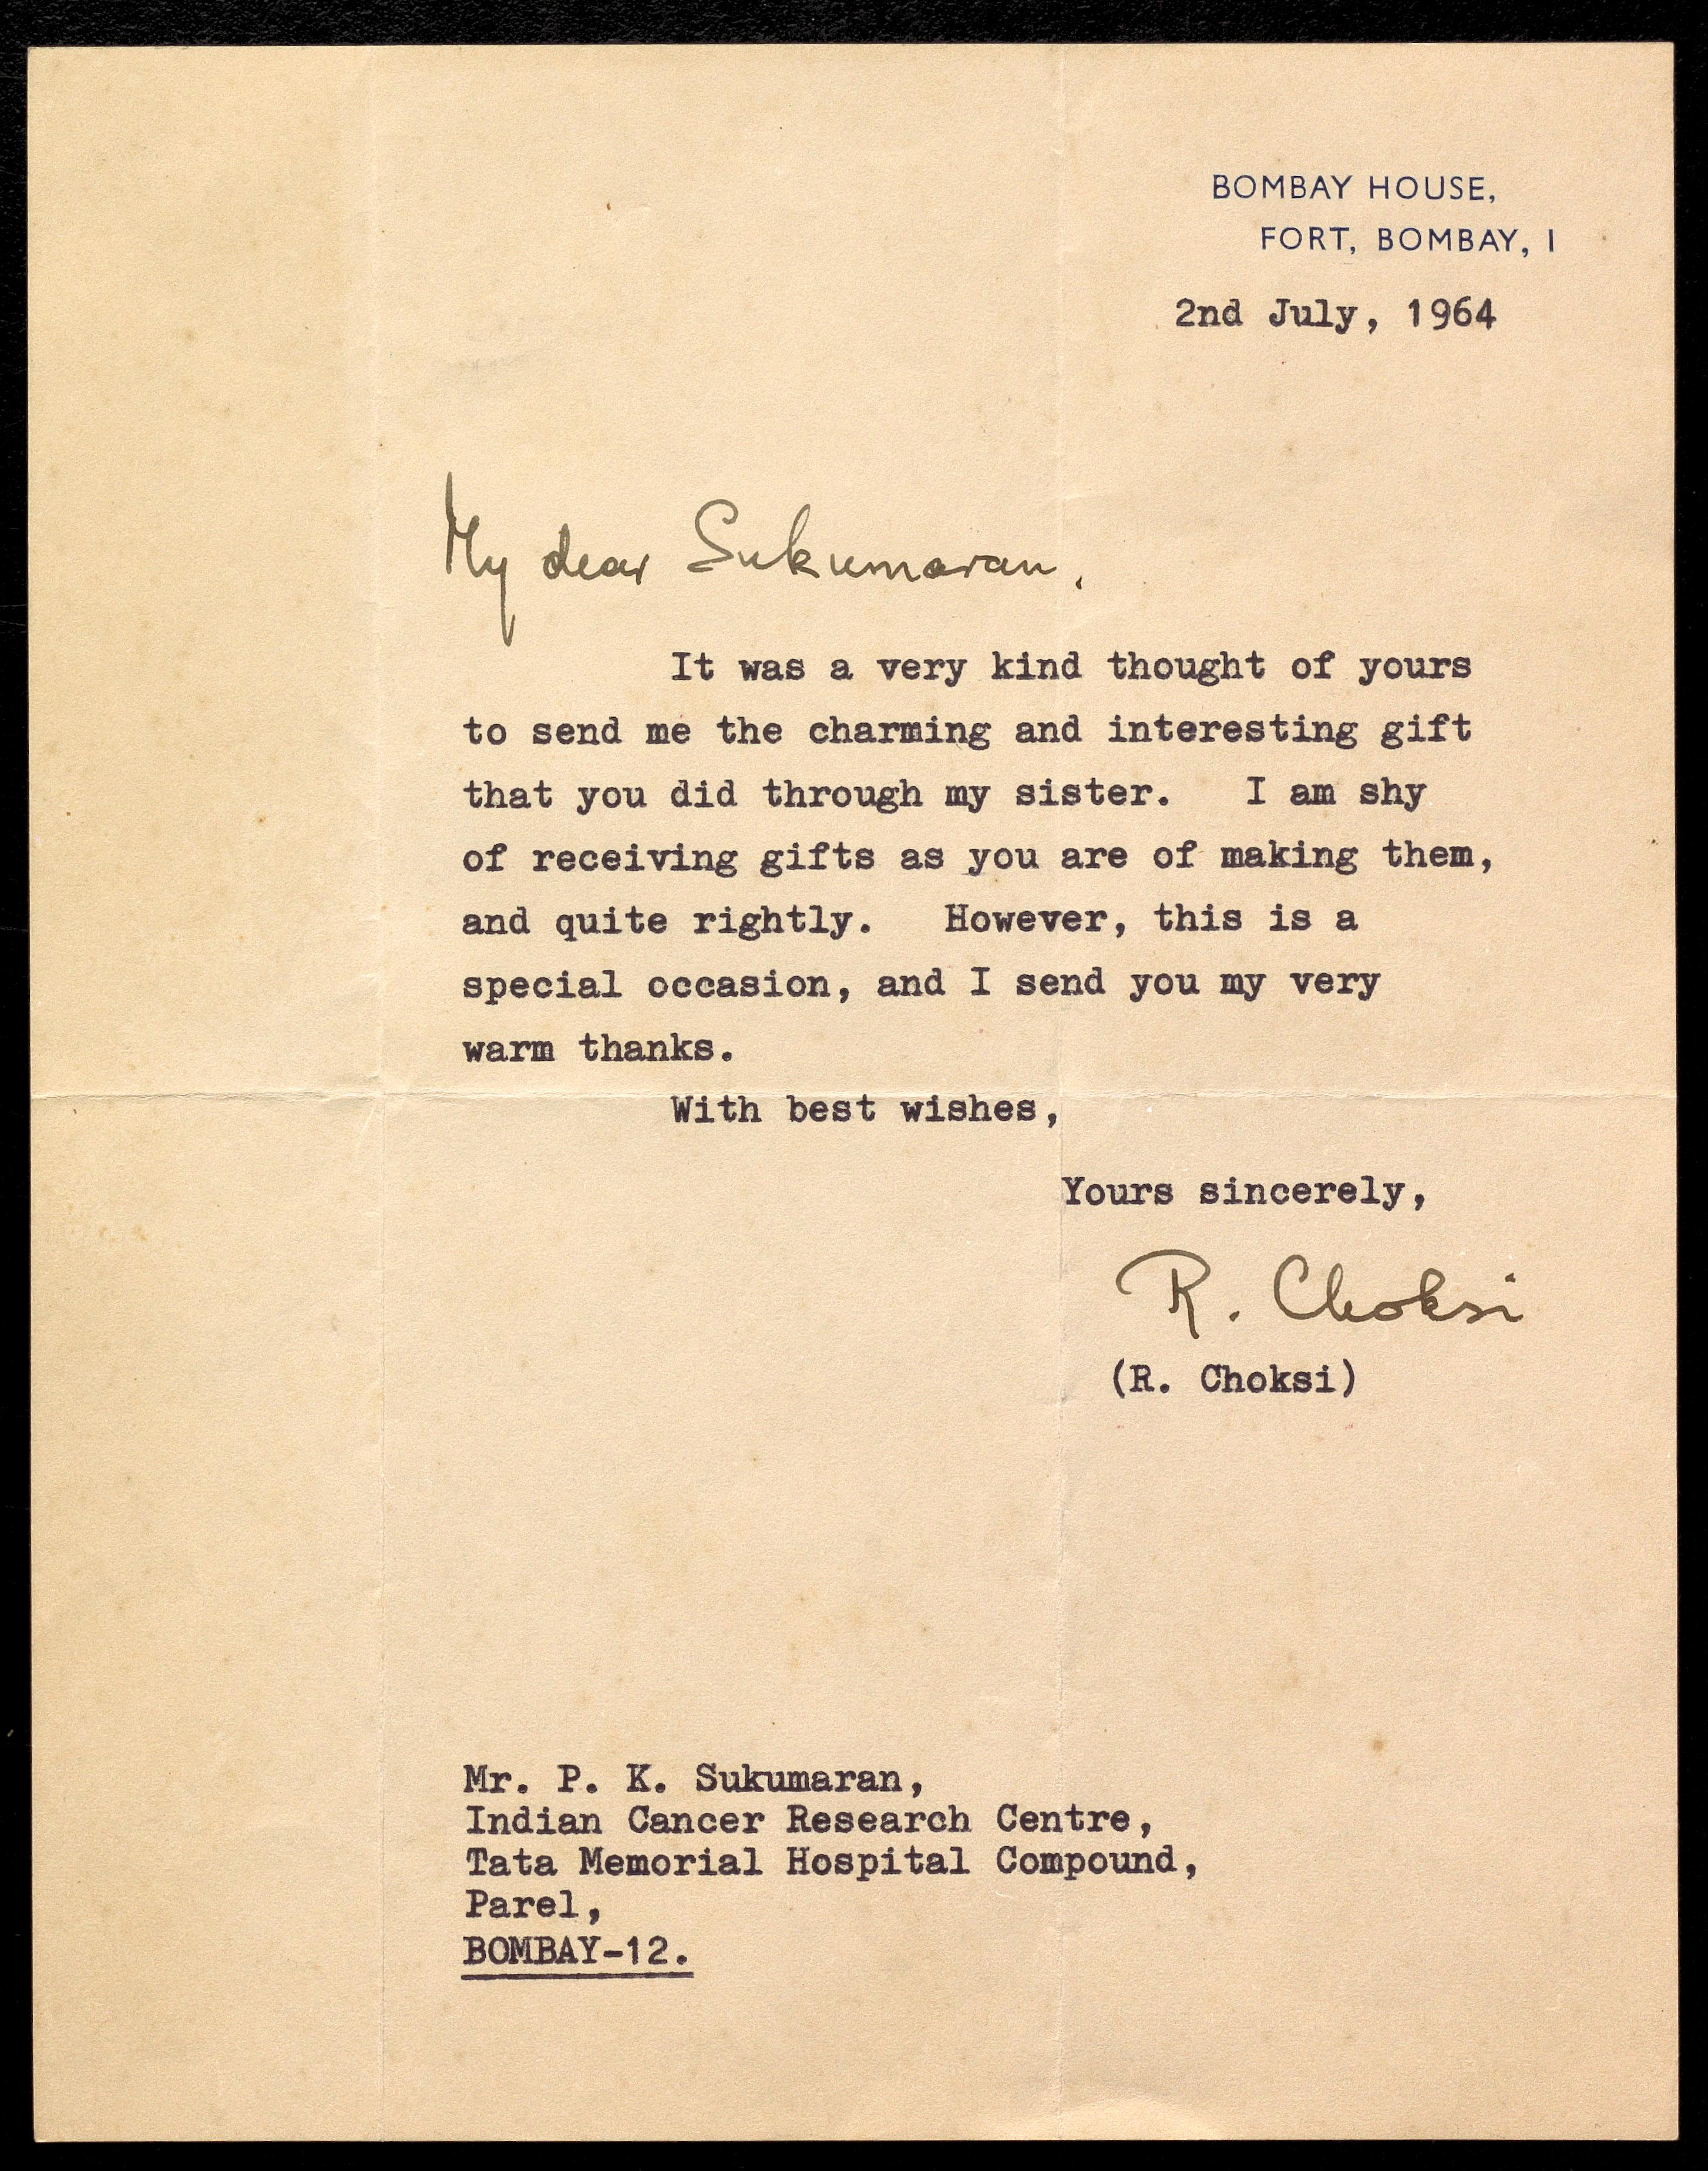 BOMBAY HOUSE,
FORT, BOMBAY, 1
2nd July, 1964
My dear Sukumaran,
It was a very kind thought of yours
to send me the charming and interesting gift
that you did through my sister. I am shy
of receiving gifts as you are of making them,
and quite rightly. However, this is a
special occasion, and I send you my very
warm thanks.
With best wishes,
Yours sincerely,
R. Choksi
(R. Choksi)
Mr. P. K. Sukumaran,
Indian Cancer Research Centre,
Tata Memorial Hospital Compound,
Parel,
BOMBAY-12.